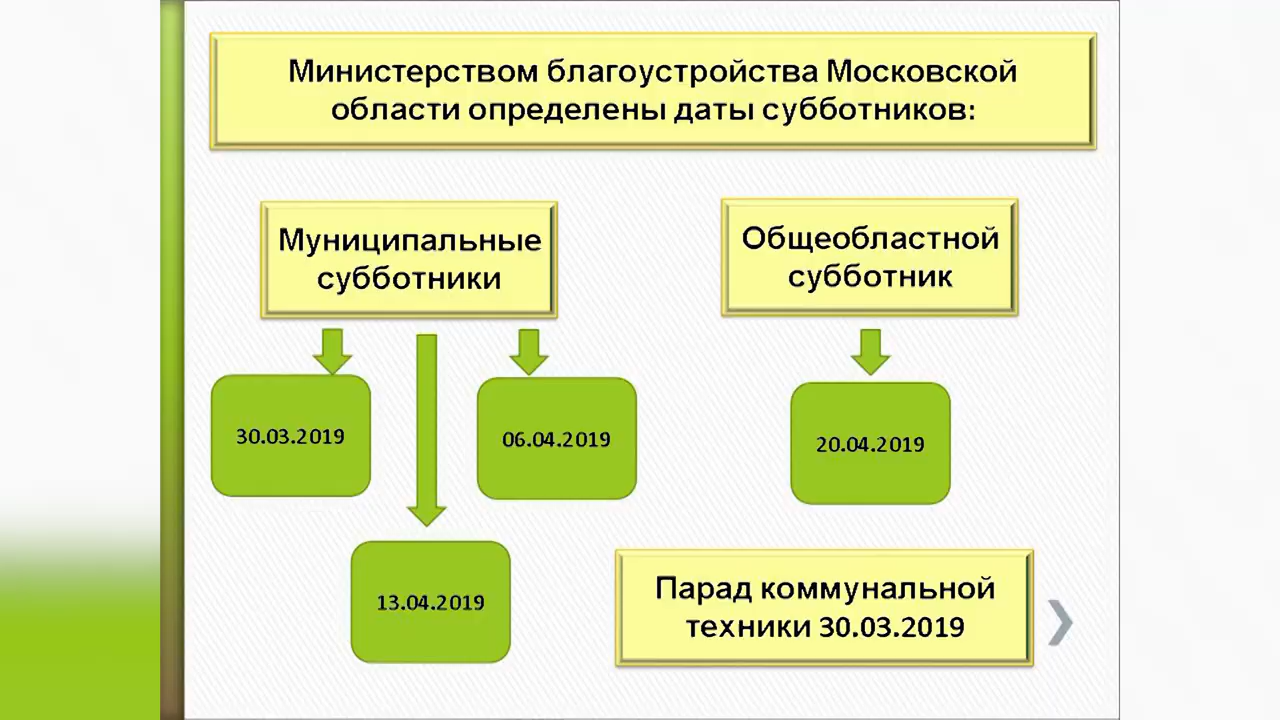 Министерством благоустройства Московской
области определены даты субботников:
Муниципальные
субботники
Общеобластной
субботник
30.03.2019
06.04.2019
20.04.2019
13.04.2019
Парад коммунальной
техники 30.03.2019